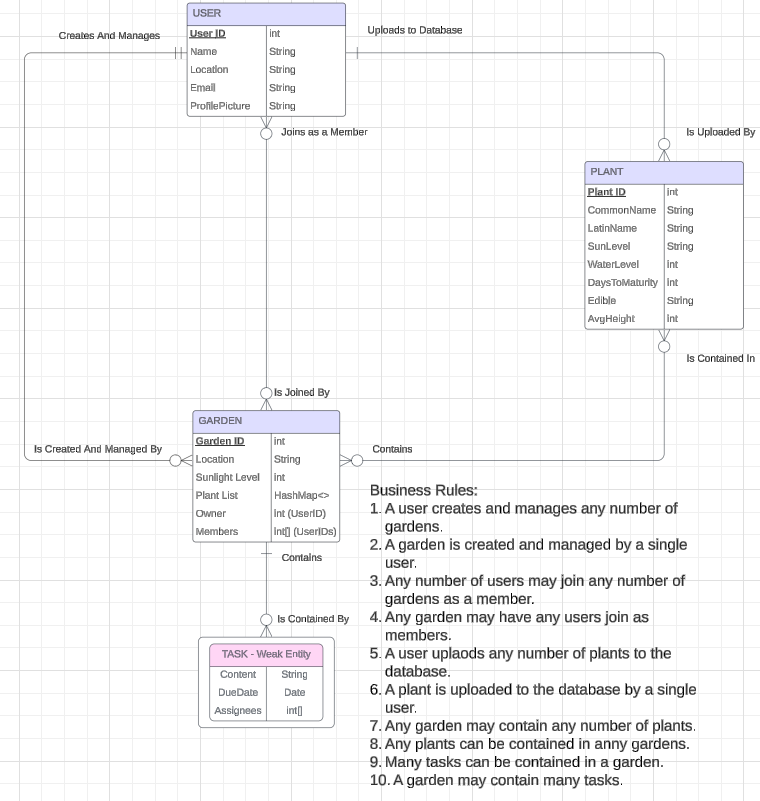 USER
User ID int
Name String
Location String
Email String
ProfilePicture String
Creates And Manages
Uploads to Database
Joins as a Member
Is Uploaded By
PLANT
Plant ID int
CommonName String
LatinName String
SunLevel String
WaterLevel int
DaysToMaturity int
Edible String
AvgHeight int
Is Contained In
Is Joined By
GARDEN
Garden ID int
Location String
Sunlight Level int
Plant List HashMap<>
Owner int (UserID)
Members int[] (UserIDs)
Is Created And Managed By
Contains
Contains
Is Contained By
TASK - Weak Entity
Content String
DueDate Date
Assignees int[]
Business Rules:
1. A user creates and manages any number of
gardens.
2. A garden is created and managed by a single
user.
3. Any number of users may join any number of
gardens as a member.
4. Any garden may have any users join as
members.
5. A user uplaods any number of plants to the
database.
6. A plant is uploaded to the database by a single
user.
7. Any garden may contain any number of plants.
8. Any plants can be contained in anny gardens.
9. Many tasks can be contained in a garden.
10. A garden may contain many tasks.